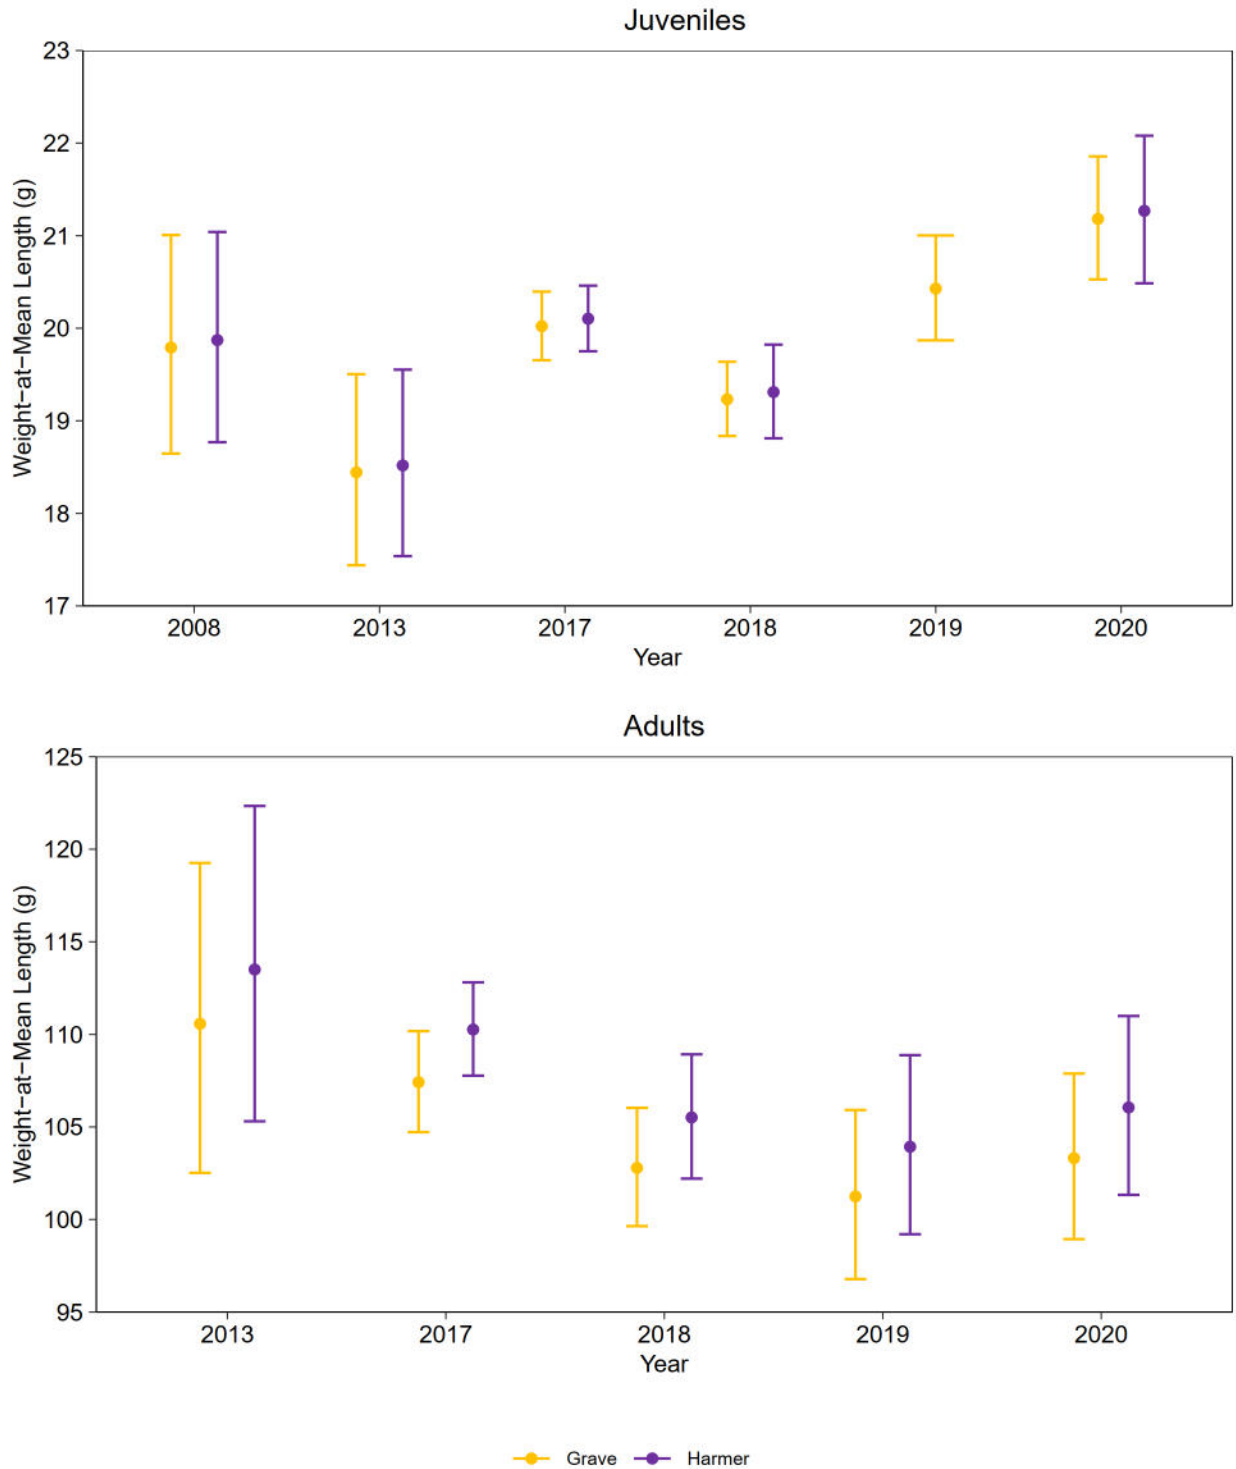 Juveniles
Weight−at−Mean Length (g)
23
22
21
20
19
18
17
2008 2013 2017 2018 2019 2020
Year
Adults
Weight−at−Mean Length (g)
125
120
115
110
105
100
95
2013 2017 2018 2019 2020
Year
Grave Harmer